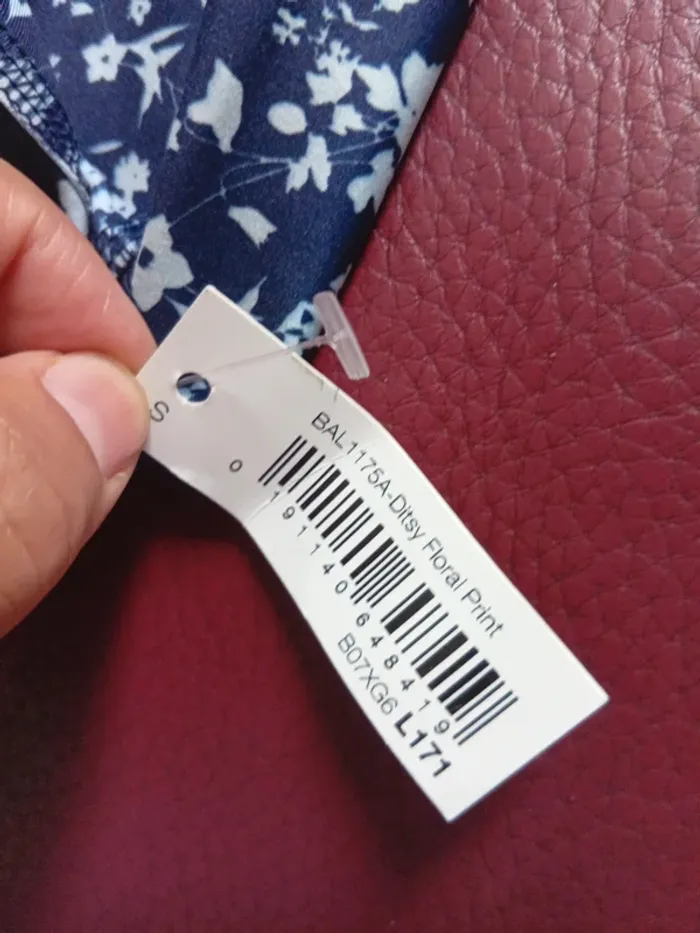 S
BAL1175A-Ditsy Floral Print
0 191140 648419
B07XG6 L171